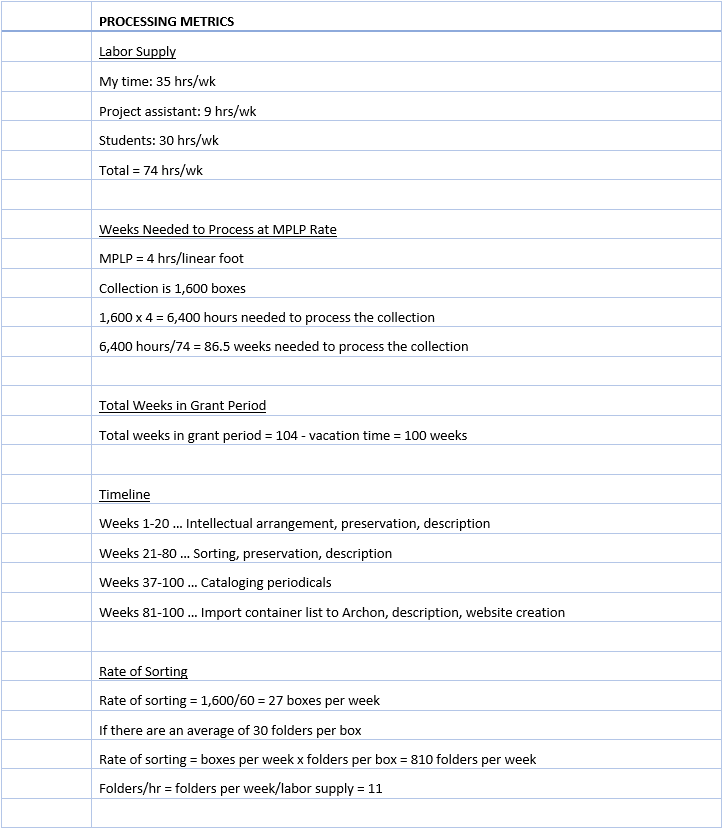 PROCESSING METRICS
Labor Supply
My time: 35 hrs/wk
Project assistant: 9 hrs/wk
Students: 30 hrs/wk
Total = 74 hrs/wk
Weeks Needed to Process at MPLP Rate
MPLP = 4 hrs/linear foot
Collection is 1,600 boxes
1,600 x 4 = 6,400 hours needed to process the collection
6,400 hours/74 = 86.5 weeks needed to process the collection
Total Weeks in Grant Period
Total weeks in grant period = 104 - vacation time = 100 weeks
Timeline
Weeks 1-20 ... Intellectual arrangement, preservation, description
Weeks 21-80 ... Sorting, preservation, description
Weeks 37-100 ... Cataloging periodicals
Weeks 81-100 ... Import container list to Archon, description, website creation
Rate of Sorting
Rate of sorting = 1,600/60 = 27 boxes per week
If there are an average of 30 folders per box
Rate of sorting = boxes per week x folders per box = 810 folders per week
Folders/hr = folders per week/labor supply = 11